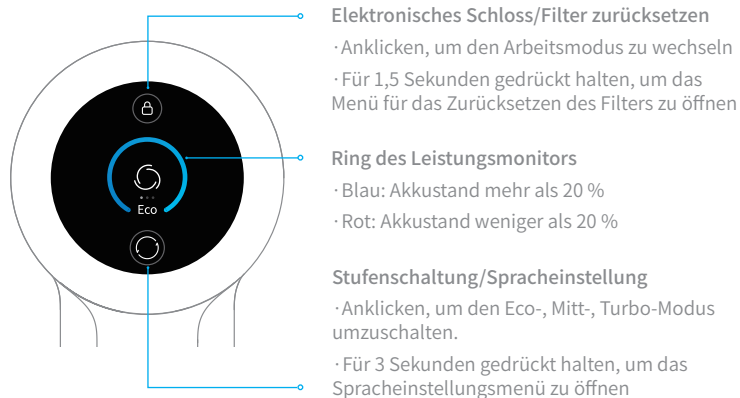 Elektronisches Schloss/Filter zurücksetzen
·Anklicken, um den Arbeitsmodus zu wechseln
·Für 1,5 Sekunden gedrückt halten, um das
Menü für das Zurücksetzen des Filters zu öffnen
Ring des Leistungsmonitors
·Blau: Akkustand mehr als 20 %
·Rot: Akkustand weniger als 20 %
Eco
Stufenschaltung/Spracheinstellung
·Anklicken, um den Eco-, Mitt-, Turbo-Modus
umzuschalten.
·Für 3 Sekunden gedrückt halten, um das
Spracheinstellungsmenü zu öffnen